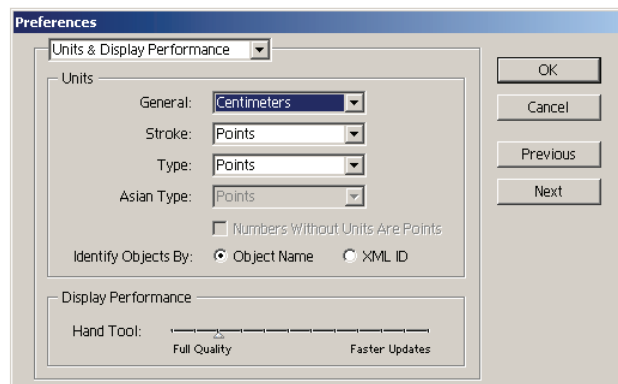 Preferences
Units & Display Performance
OK
Units
General: Centimeters
Cancel
Stroke: Points
Type: Points
Previous
Asian Type: Points
Next
Numbers Without Units Are Points
Identify Objects By: Object Name XML ID
Display Performance
Hand Tool:
Full Quality Faster Updates